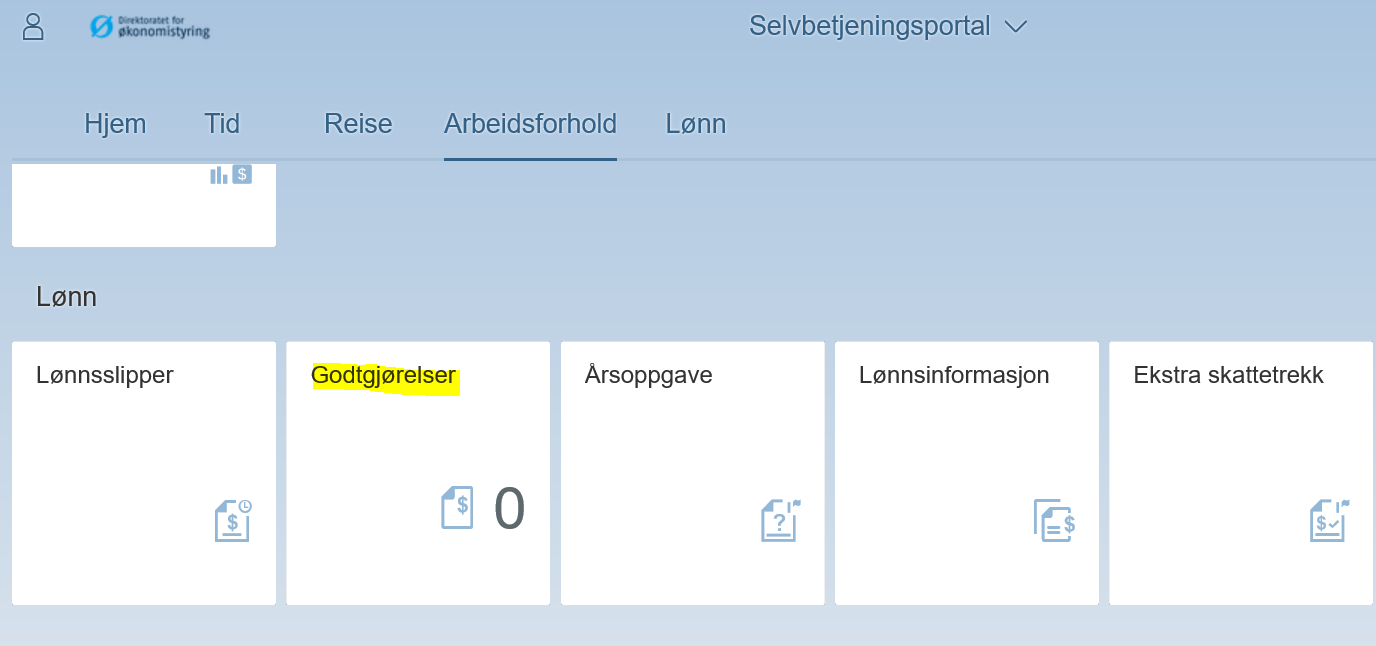 Direktoratet for
økonomistyring
Selvbetjeningsportal
Hjem Tid Reise Arbeidsforhold Lønn
$
Lønn
Lønnsslipper Godtgjørelser Årsoppgave Lønnsinformasjon Ekstra skattetrekk
$ $ 0 ? $ $